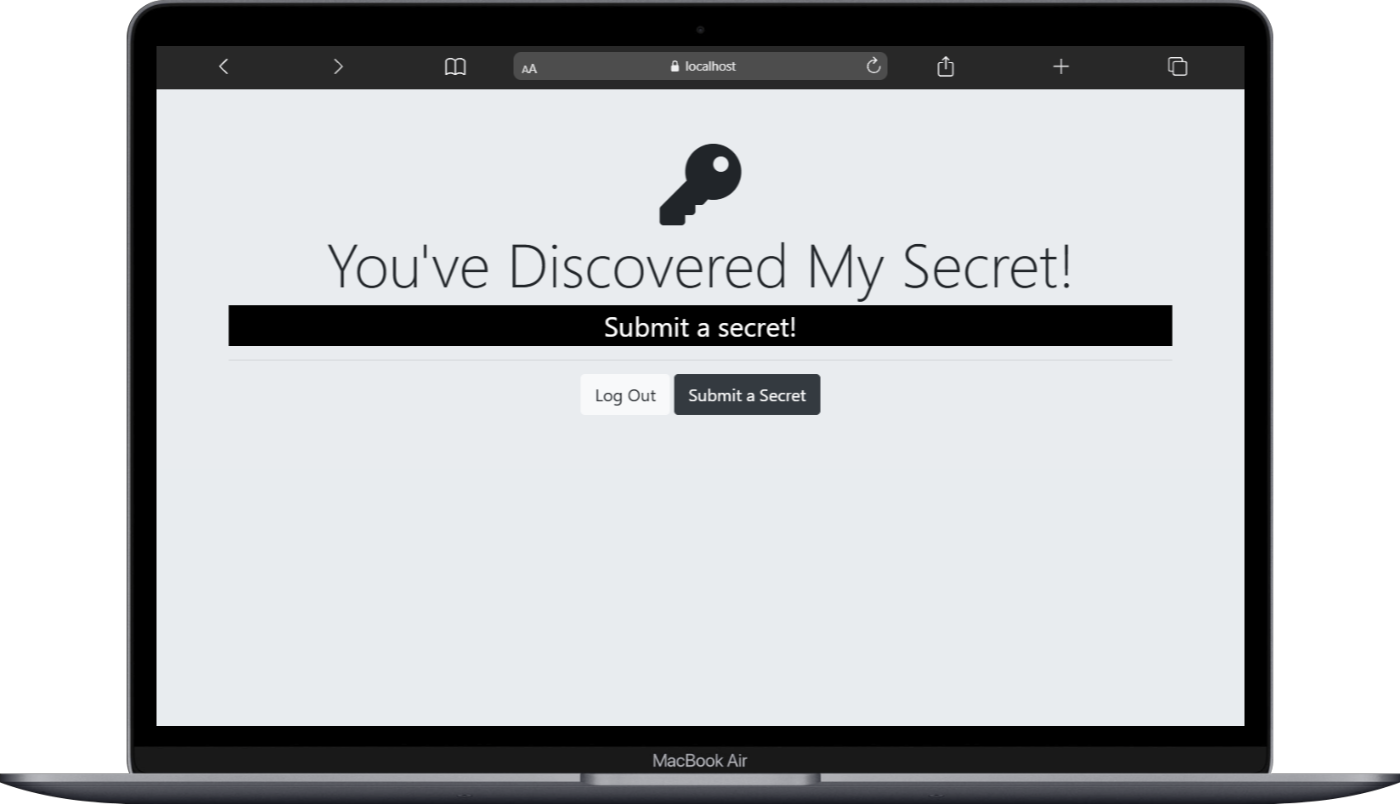 AA localhost
You've Discovered My Secret!
Submit a secret!
Log Out Submit a Secret
MacBook Air